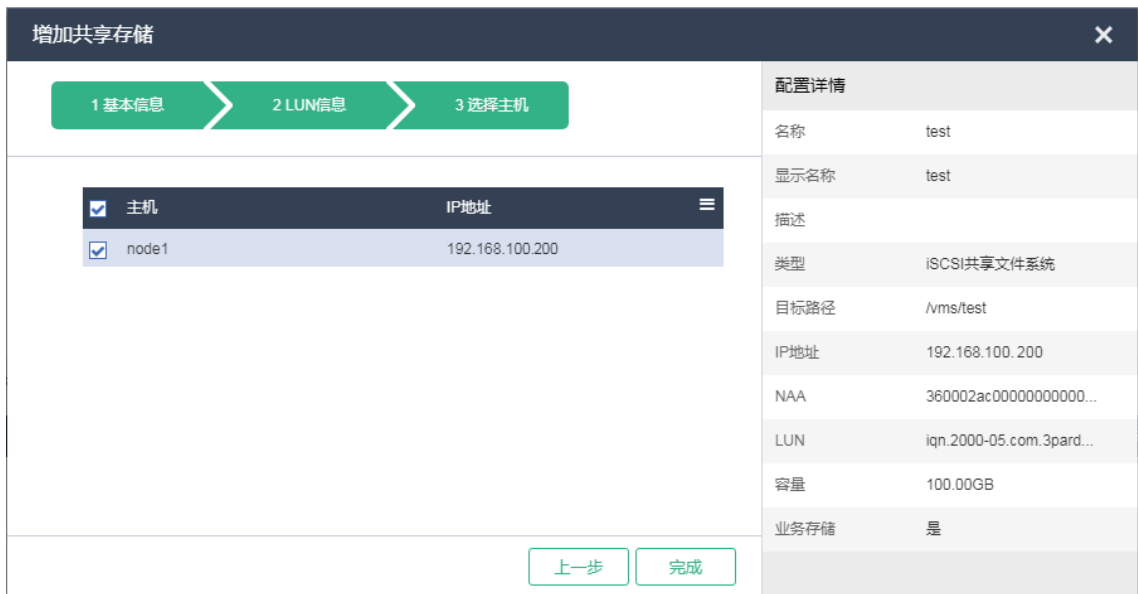 增加共享存储
1 基本信息 2 LUN信息 3 选择主机
主机 IP地址
node1 192.168.100.200
上一步 完成
配置详情
名称 test
显示名称 test
描述
类型 iSCSI共享文件系统
目标路径 /vms/test
IP地址 192.168.100.200
NAA 360002ac00000000000...
LUN iqn.2000-05.com.3pard...
容量 100.00GB
业务存储 是